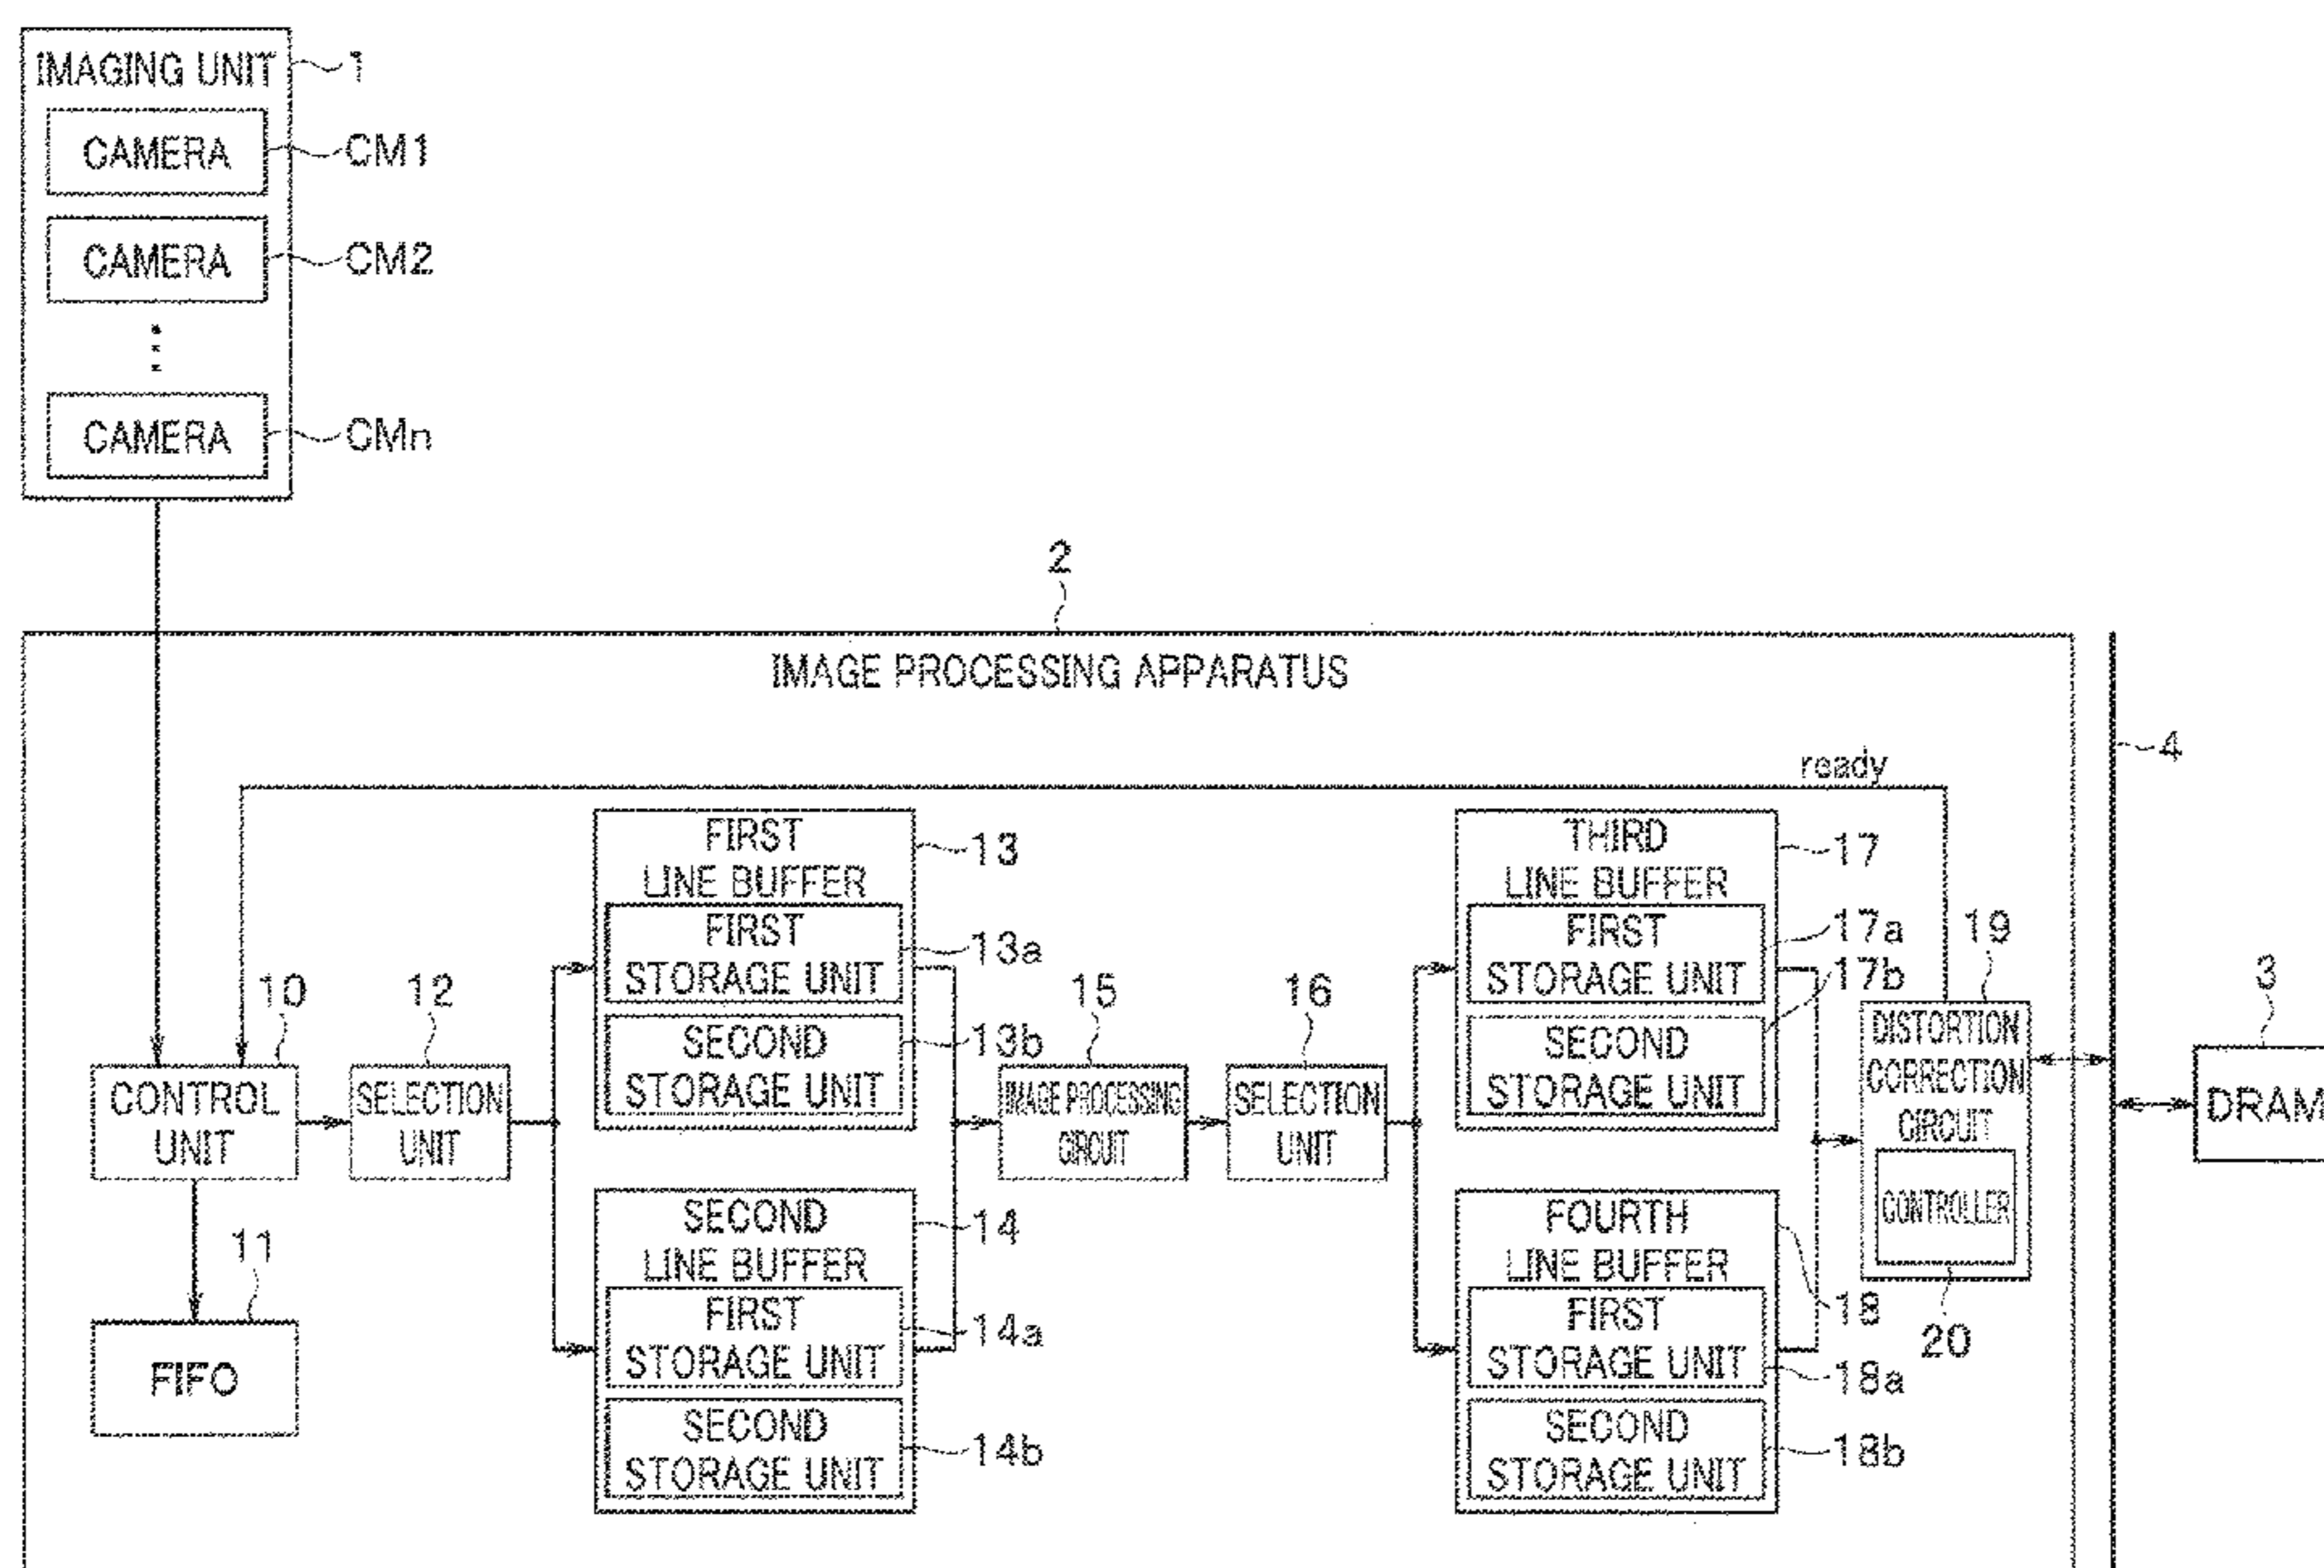 IMAGING UNIT 1
CAMERA CM1
CAMERA CM2
CAMERA CMn
2
IMAGE PROCESSING APPARATUS
4
ready
FIRST
LINE BUFFER
13
FIRST
STORAGE UNIT
13a
SECOND
STORAGE UNIT
13b
THIRD
LINE BUFFER
17
FIRST
STORAGE UNIT
17a
17b
SECOND
STORAGE UNIT
10
CONTROL
UNIT
12
SELECTION
UNIT
15
IMAGE PROCESSING
CIRCUIT
16
SELECTION
UNIT
19
DISTORTION
CORRECTION
CIRCUIT
CONTROLLER
20
3
DRAM
11
FIFO
SECOND
LINE BUFFER
14
FIRST
STORAGE UNIT
14a
SECOND
STORAGE UNIT
14b
FOURTH
LINE BUFFER
18
FIRST
STORAGE UNIT
18a
SECOND
STORAGE UNIT
18b